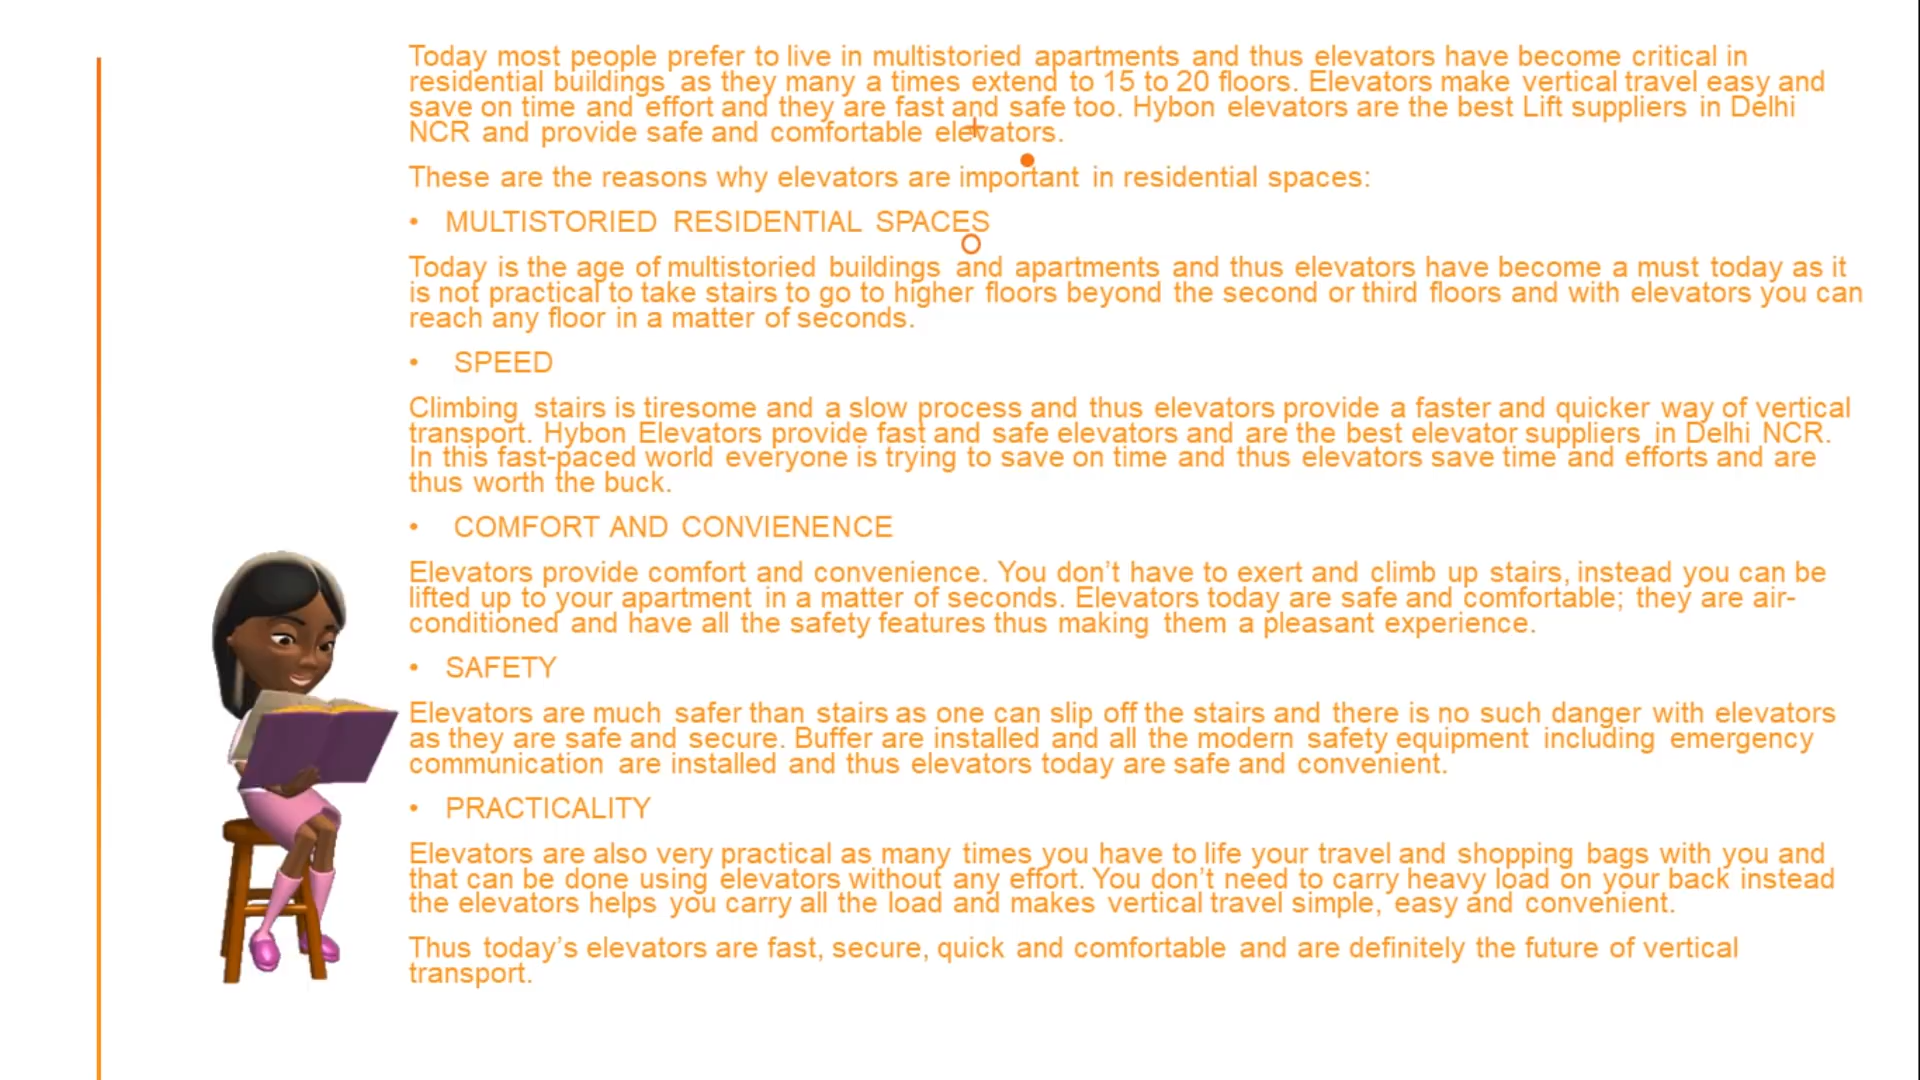 Today most people prefer to live in multistoried apartments and thus elevators have become critical in
residential buildings as they many a times extend to 15 to 20 floors. Elevators make vertical travel easy and
save on time and effort and they are fast and safe too. Hybon elevators are the best Lift suppliers in Delhi
NCR and provide safe and comfortable elevators.
These are the reasons why elevators are important in residential spaces:
• MULTISTORIED RESIDENTIAL SPACES
Today is the age of multistoried buildings and apartments and thus elevators have become a must today as it
is not practical to take stairs to go to higher floors beyond the second or third floors and with elevators you can
reach any floor in a matter of seconds.
• SPEED
Climbing stairs is tiresome and a slow process and thus elevators provide a faster and quicker way of vertical
transport. Hybon Elevators provide fast and safe elevators and are the best elevator suppliers in Delhi NCR.
In this fast-paced world everyone is trying to save on time and thus elevators save time and efforts and are
thus worth the buck.
• COMFORT AND CONVIENENCE
Elevators provide comfort and convenience. You don’t have to exert and climb up stairs, instead you can be
lifted up to your apartment in a matter of seconds. Elevators today are safe and comfortable; they are air-
conditioned and have all the safety features thus making them a pleasant experience.
• SAFETY
Elevators are much safer than stairs as one can slip off the stairs and there is no such danger with elevators
as they are safe and secure. Buffer are installed and all the modern safety equipment including emergency
communication are installed and thus elevators today are safe and convenient.
• PRACTICALITY
Elevators are also very practical as many times you have to life your travel and shopping bags with you and
that can be done using elevators without any effort. You don’t need to carry heavy load on your back instead
the elevators helps you carry all the load and makes vertical travel simple, easy and convenient.
Thus today’s elevators are fast, secure, quick and comfortable and are definitely the future of vertical
transport.